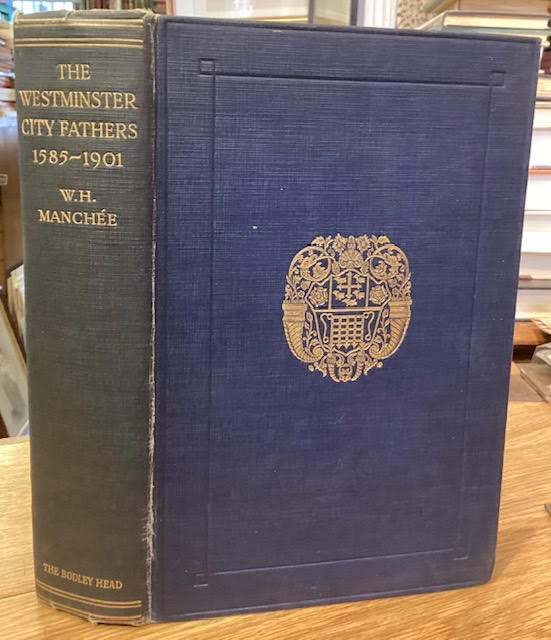 THE
WESTMINSTER
CITY FATHERS
1585~1901
W.H.
MANCHÉE
THE BODLEY HEAD